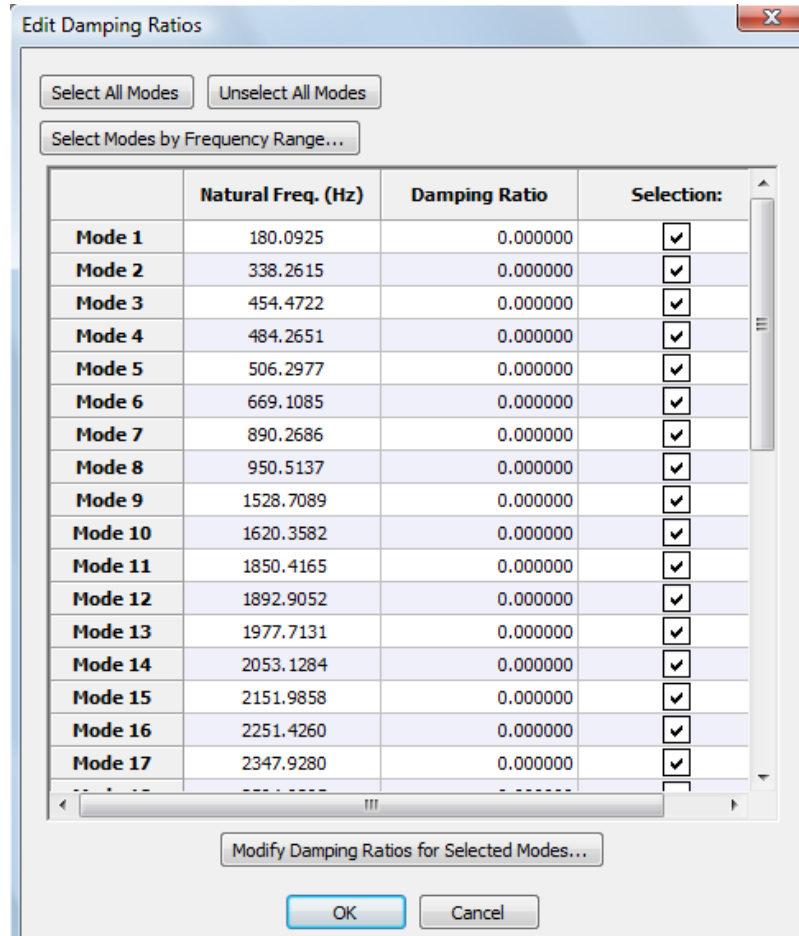 Edit Damping Ratios
Select All Modes Unselect All Modes
Select Modes by Frequency Range...
Natural Freq. (Hz) Damping Ratio Selection:
Mode 1 180.0925 0.000000
Mode 2 338.2615 0.000000
Mode 3 454.4722 0.000000
Mode 4 484.2651 0.000000
Mode 5 506.2977 0.000000
Mode 6 669.1085 0.000000
Mode 7 890.2686 0.000000
Mode 8 950.5137 0.000000
Mode 9 1528.7089 0.000000
Mode 10 1620.3582 0.000000
Mode 11 1850.4165 0.000000
Mode 12 1892.9052 0.000000
Mode 13 1977.7131 0.000000
Mode 14 2053.1284 0.000000
Mode 15 2151.9858 0.000000
Mode 16 2251.4260 0.000000
Mode 17 2347.9280 0.000000
Modify Damping Ratios for Selected Modes...
OK Cancel